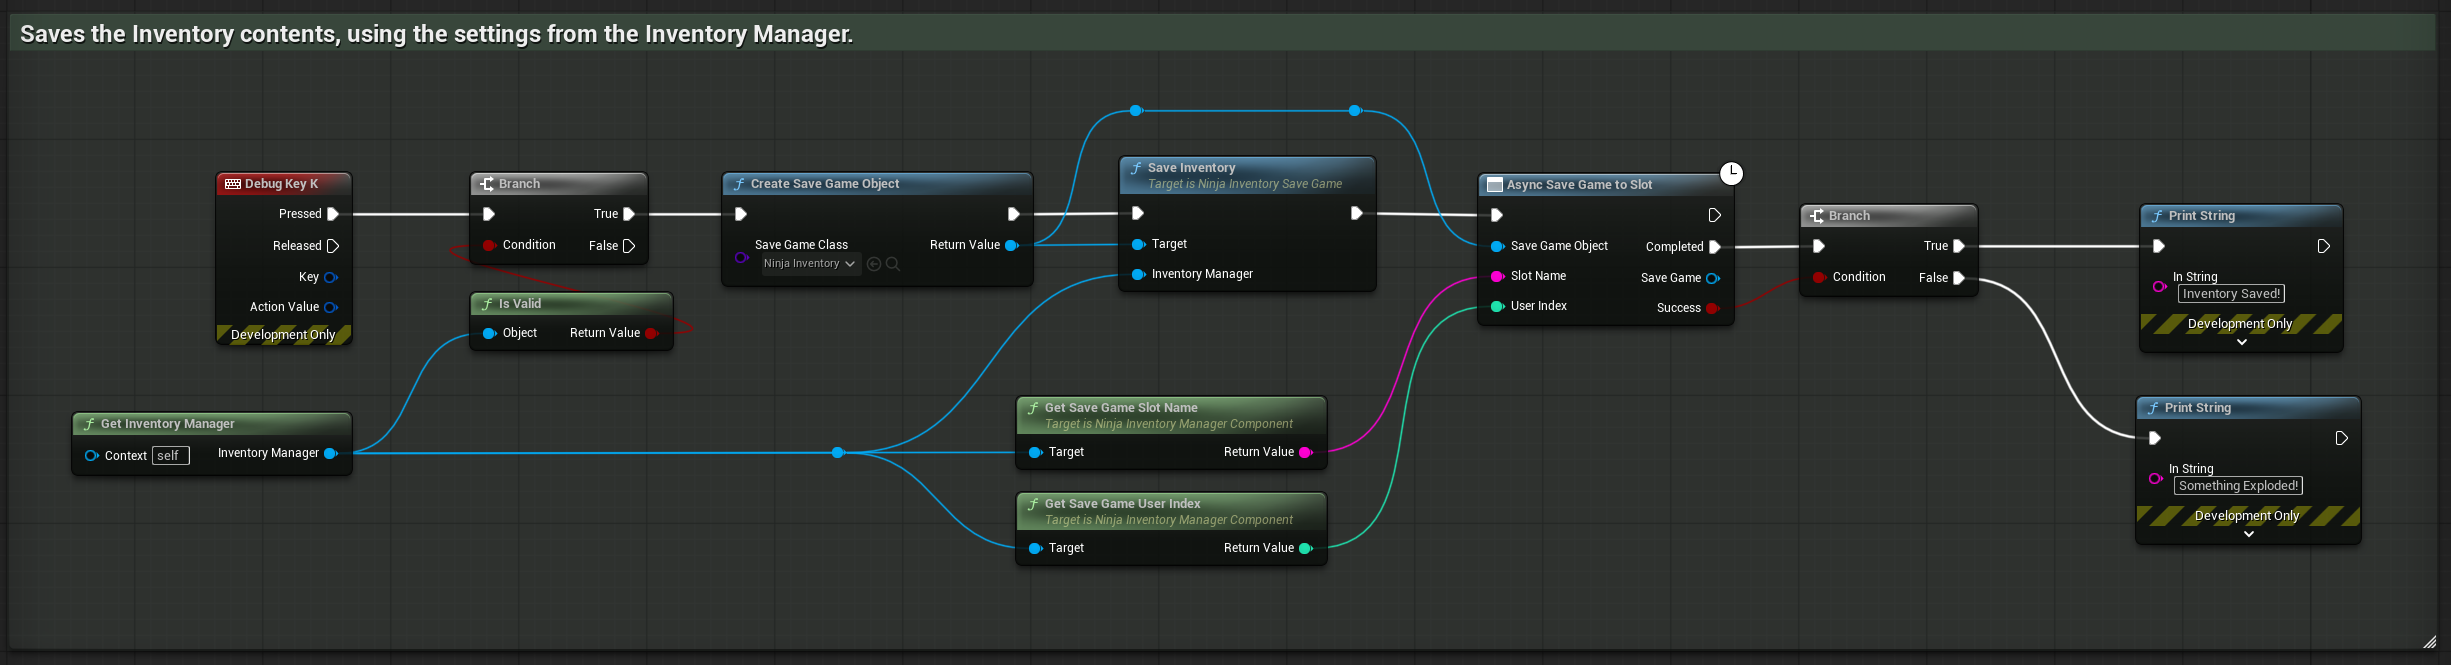 Saves the Inventory contents, using the settings from the Inventory Manager.
Debug Key K
Pressed
Released
Key
Action Value
Development Only
Branch
True
Condition
False
Is Valid
Object
Return Value
Get Inventory Manager
Context
self
Inventory Manager
Create Save Game Object
Save Game Class
Ninja Inventory
Return Value
Save Inventory
Target is Ninja Inventory Save Game
Target
Inventory Manager
Get Save Game Slot Name
Target is Ninja Inventory Manager Component
Target
Return Value
Get Save Game User Index
Target is Ninja Inventory Manager Component
Target
Return Value
Async Save Game to Slot
Save Game Object
Completed
Slot Name
Save Game
User Index
Success
Branch
True
Condition
False
Print String
In String
Inventory Saved!
Development Only
Print String
In String
Something Exploded!
Development Only